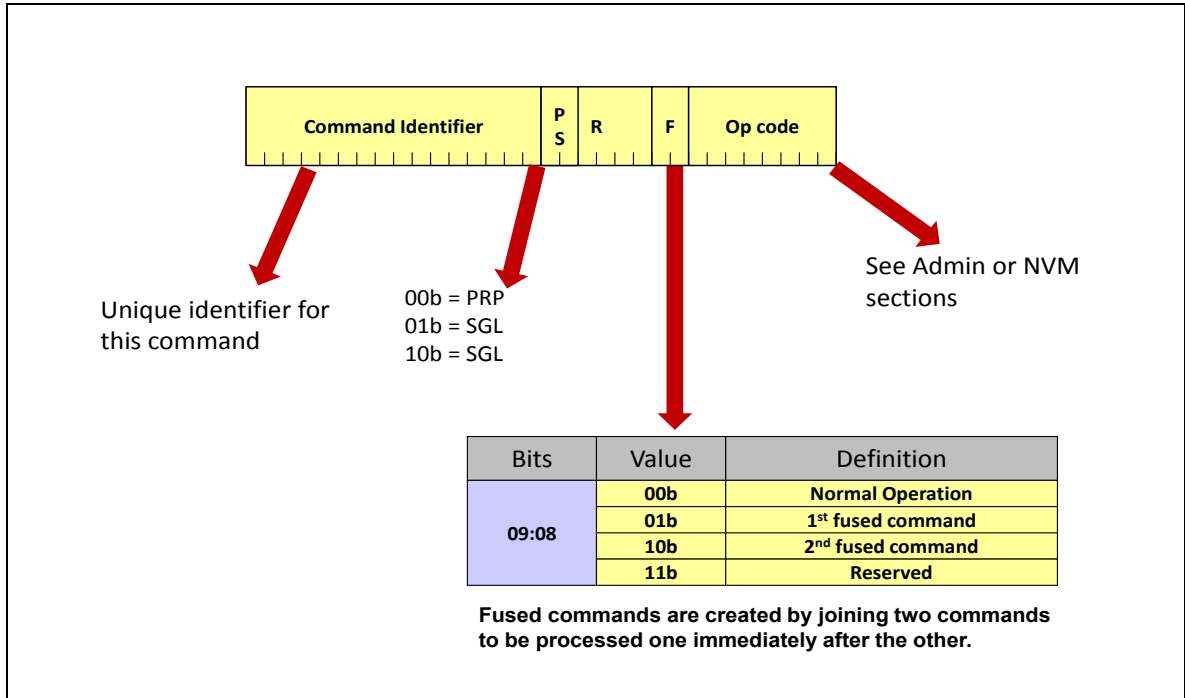 Command Identifier
P
S
R
F
Op code
See Admin or NVM
sections
Unique identifier for
this command
00b = PRP
01b = SGL
10b = SGL
Bits Value Definition
09:08
00b Normal Operation
01b 1st fused command
10b 2nd fused command
11b Reserved
Fused commands are created by joining two commands
to be processed one immediately after the other.